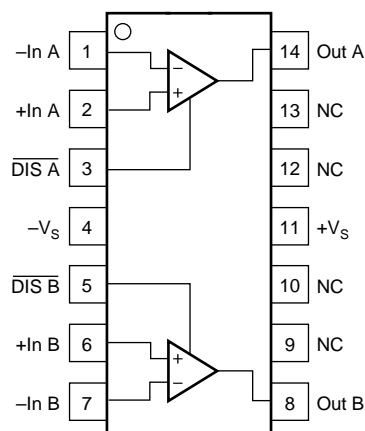 –In A 1 14 Out A
+In A 2 − + 13 NC
DIS A 3 12 NC
–VS 4 11 +VS
DIS B 5 10 NC
+In B 6 + − 9 NC
–In B 7 8 Out B